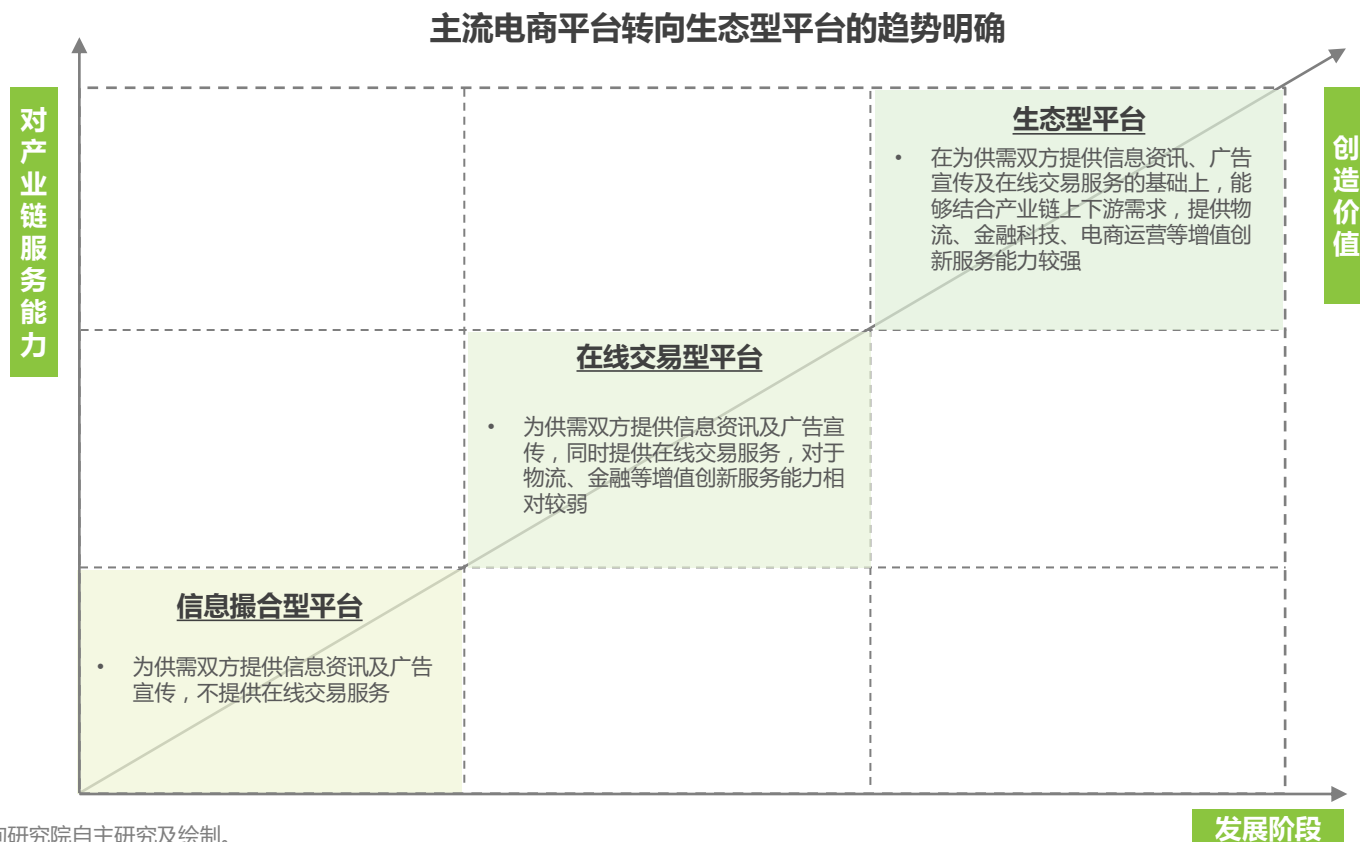 主流电商平台转向生态型平台的趋势明确
对产业链服务能力
生态型平台
• 在为供需双方提供信息资讯、广告
宣传及在线交易服务的基础上，能
够结合产业链上下游需求，提供物
流、金融科技、电商运营等增值创
新服务能力较强
创造价值
在线交易型平台
• 为供需双方提供信息资讯及广告宣
传，同时提供在线交易服务，对于
物流、金融等增值创新服务能力相
对较弱
信息撮合型平台
• 为供需双方提供信息资讯及广告
宣传，不提供在线交易服务
发展阶段
研究院自主研究及绘制。